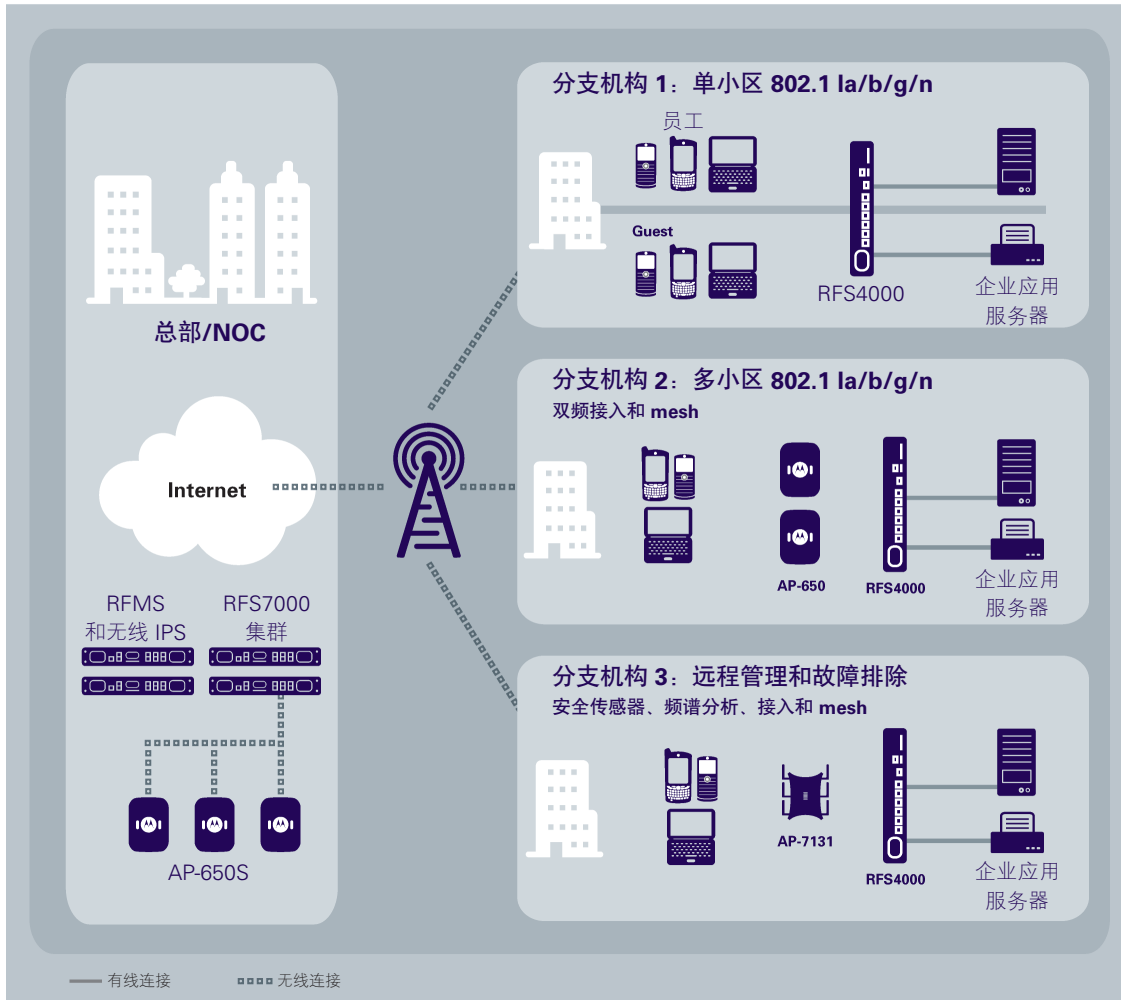 总部/NOC
Internet
RFMS
和无线 IPS
RFS7000
集群
AP-650S
分支机构 1：单小区 802.1 la/b/g/n
员工
Guest
RFS4000
企业应用
服务器
分支机构 2：多小区 802.1 la/b/g/n
双频接入和 mesh
AP-650
RFS4000
企业应用
服务器
分支机构 3：远程管理和故障排除
安全传感器、频谱分析、接入和 mesh
AP-7131
RFS4000
企业应用
服务器
有线连接
无线连接